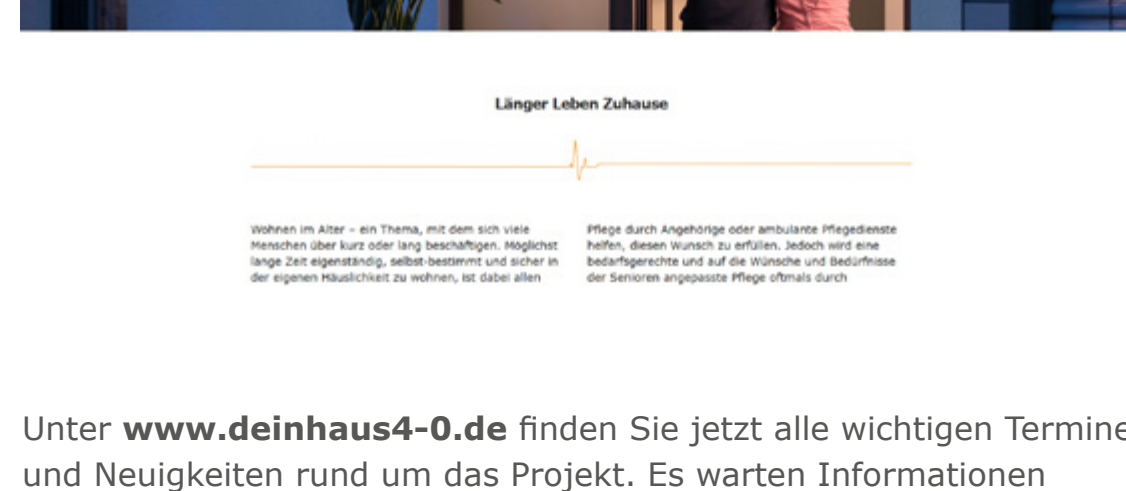 Länger Leben Zuhause
Wohnen im Alter – ein Thema, mit dem sich viele
Menschen über kurz oder lang beschäftigen. Möglichst
lange Zeit eigenständig, selbst-bestimmt und sicher in
der eigenen Häuslichkeit zu wohnen, ist dabei allen
Pflege durch Angehörige oder ambulante Pflegedienste
helfen, diesen Wunsch zu erfüllen. Jedoch wird eine
bedarfsgerechte und auf die Wünsche und Bedürfnisse
der Senioren angepasste Pflege oftmals durch
Unter www.deinhaus4-0.de finden Sie jetzt alle wichtigen Termine
und Neuigkeiten rund um das Projekt. Es warten Informationen